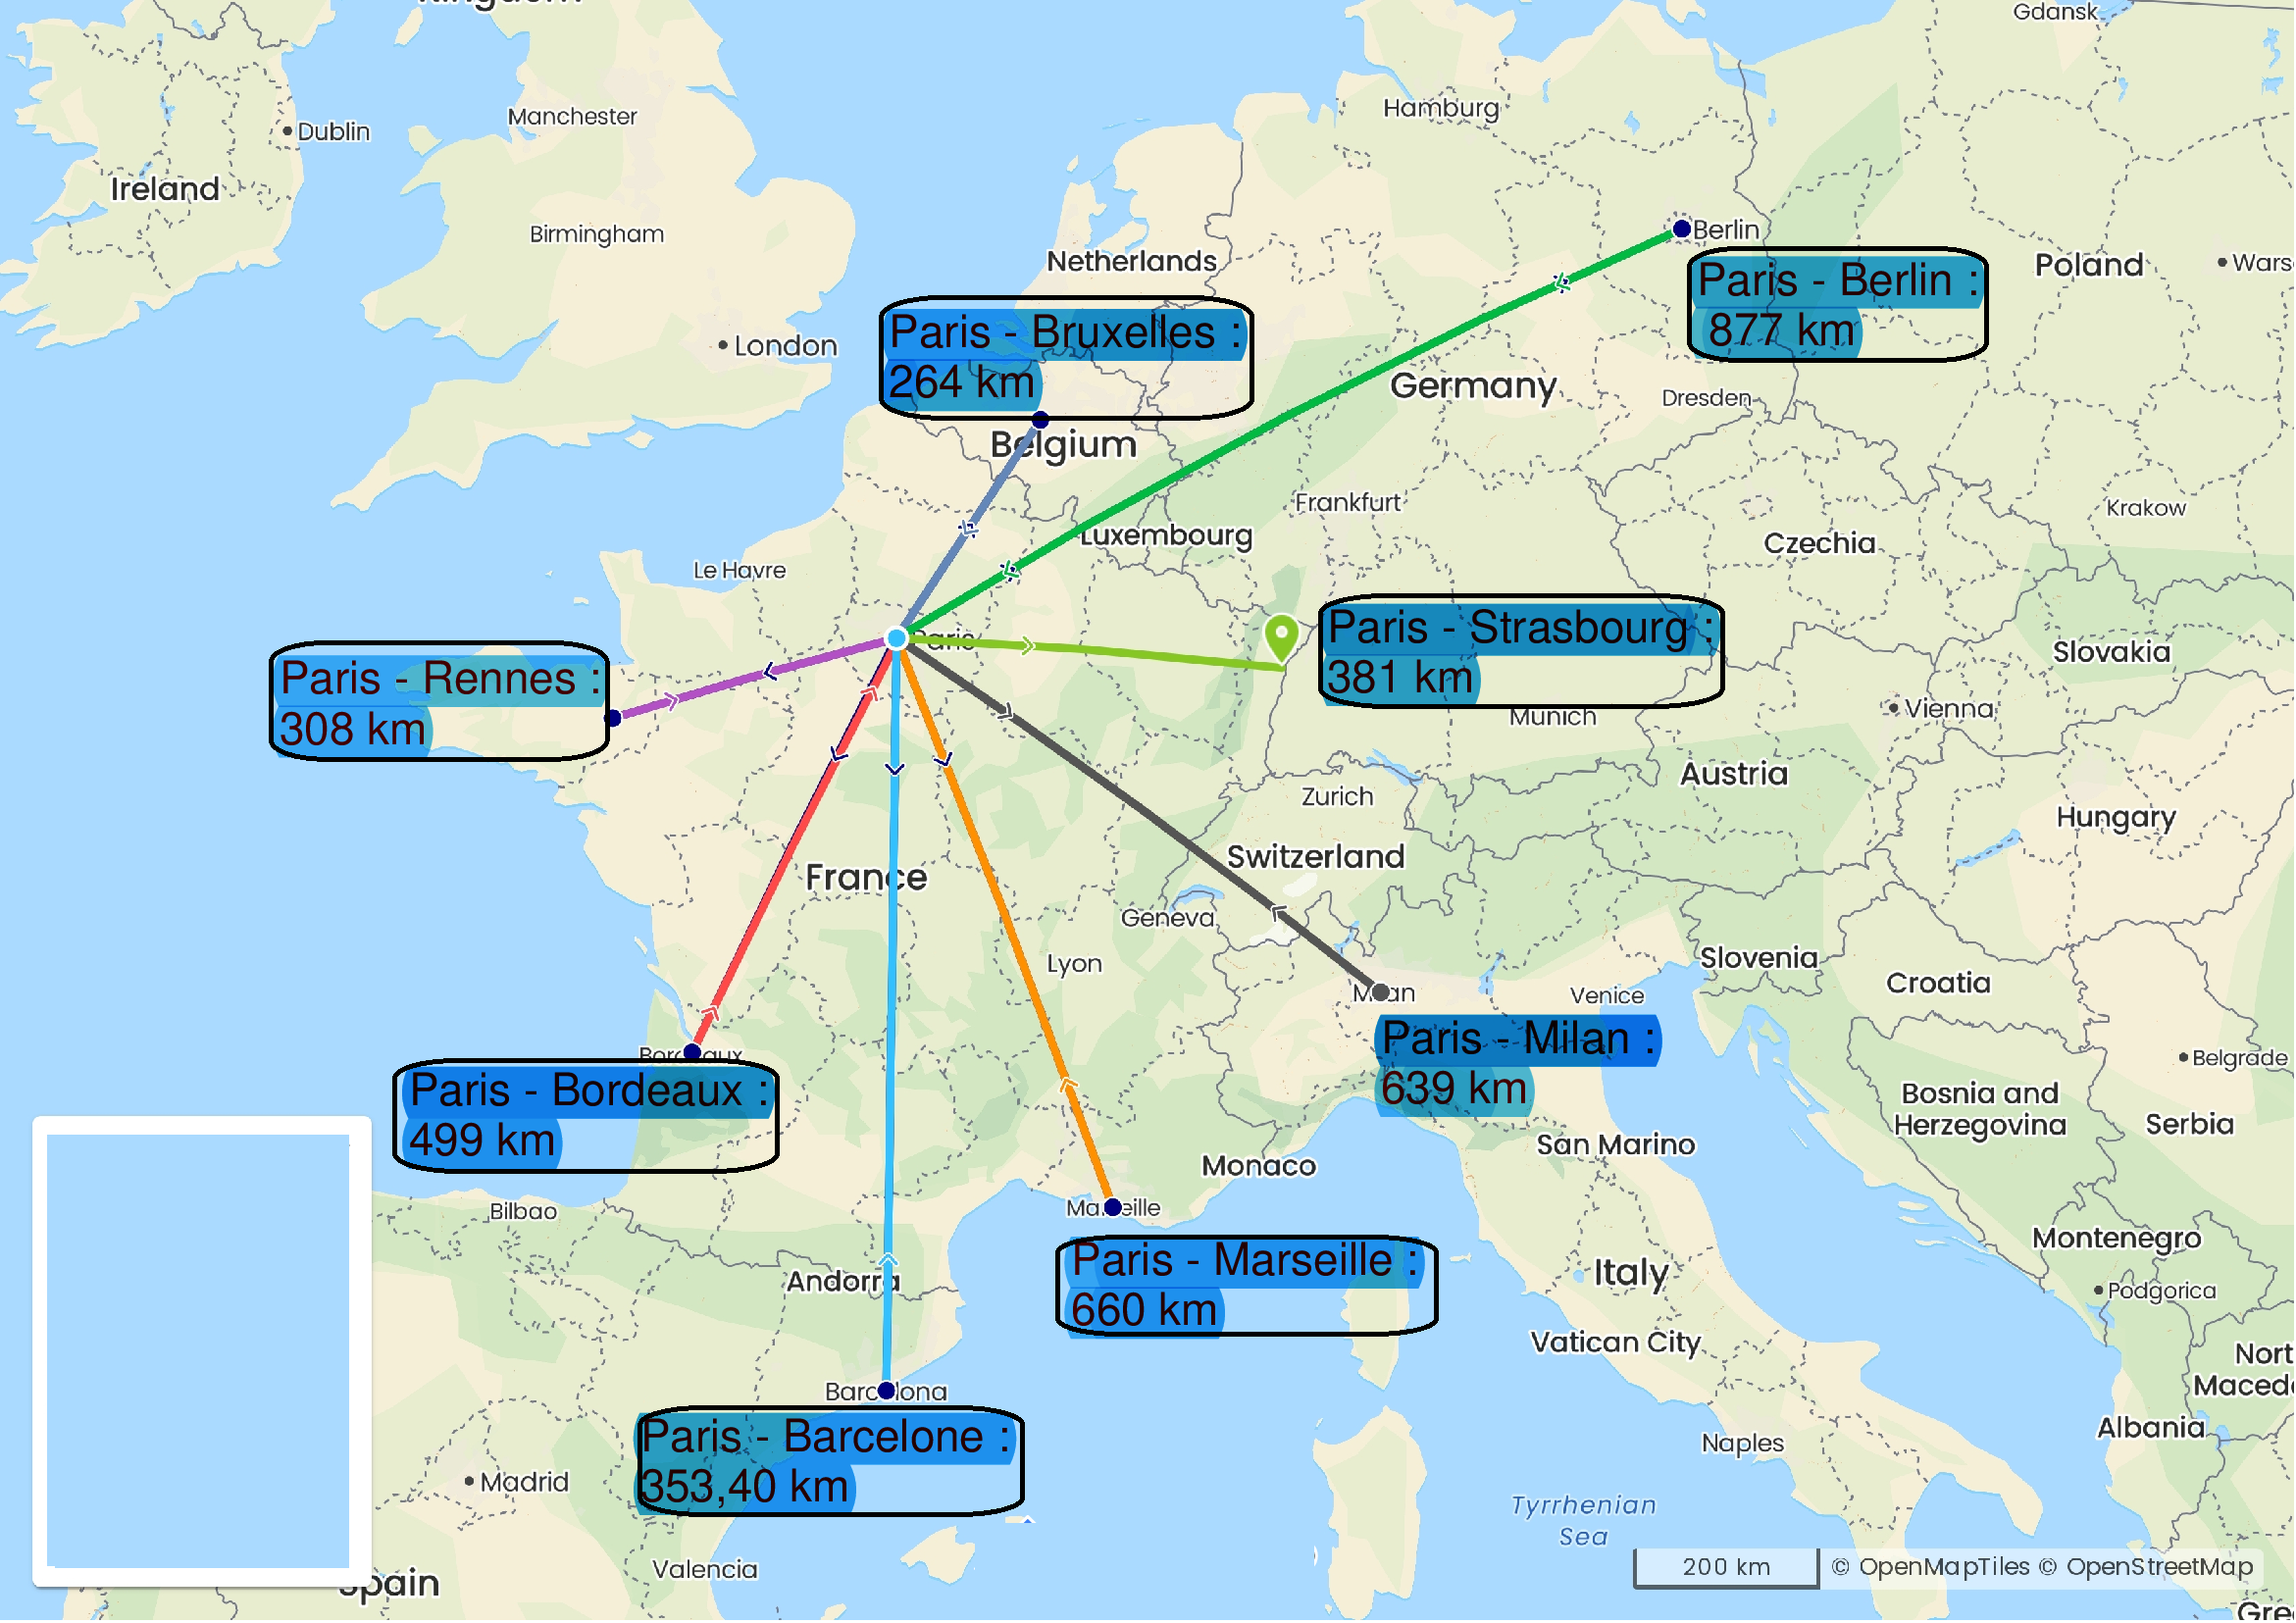 Kingdom
Gdansk
Hamburg
Manchester
Dublin
Ireland
Birmingham
Berlin
Netherlands
Poland
Paris - Berlin :
877 km
Paris - Bruxelles :
264 km
London
Germany
Dresden
Belgium
Frankfurt
Krakow
Luxembourg
Czechia
Le Havre
Paris
Paris - Strasbourg :
381 km
Slovakia
Paris - Rennes :
308 km
Munich
Vienna
Austria
Zurich
Hungary
Switzerland
France
Geneva
Lyon
Slovenia
Croatia
Milan
Venice
Paris - Milan :
639 km
Bordeaux
Belgrade
Paris - Bordeaux :
499 km
Bosnia and
Herzegovina
Serbia
San Marino
Monaco
Bilbao
Marseille
Montenegro
Paris - Marseille :
660 km
Andorra
Italy
Podgorica
Vatican City
Barcelona
Paris - Barcelone :
353,40 km
Albania
Naples
Madrid
Tyrrhenian
Sea
Valencia
Spain
200 km
© OpenMapTiles © OpenStreetMap